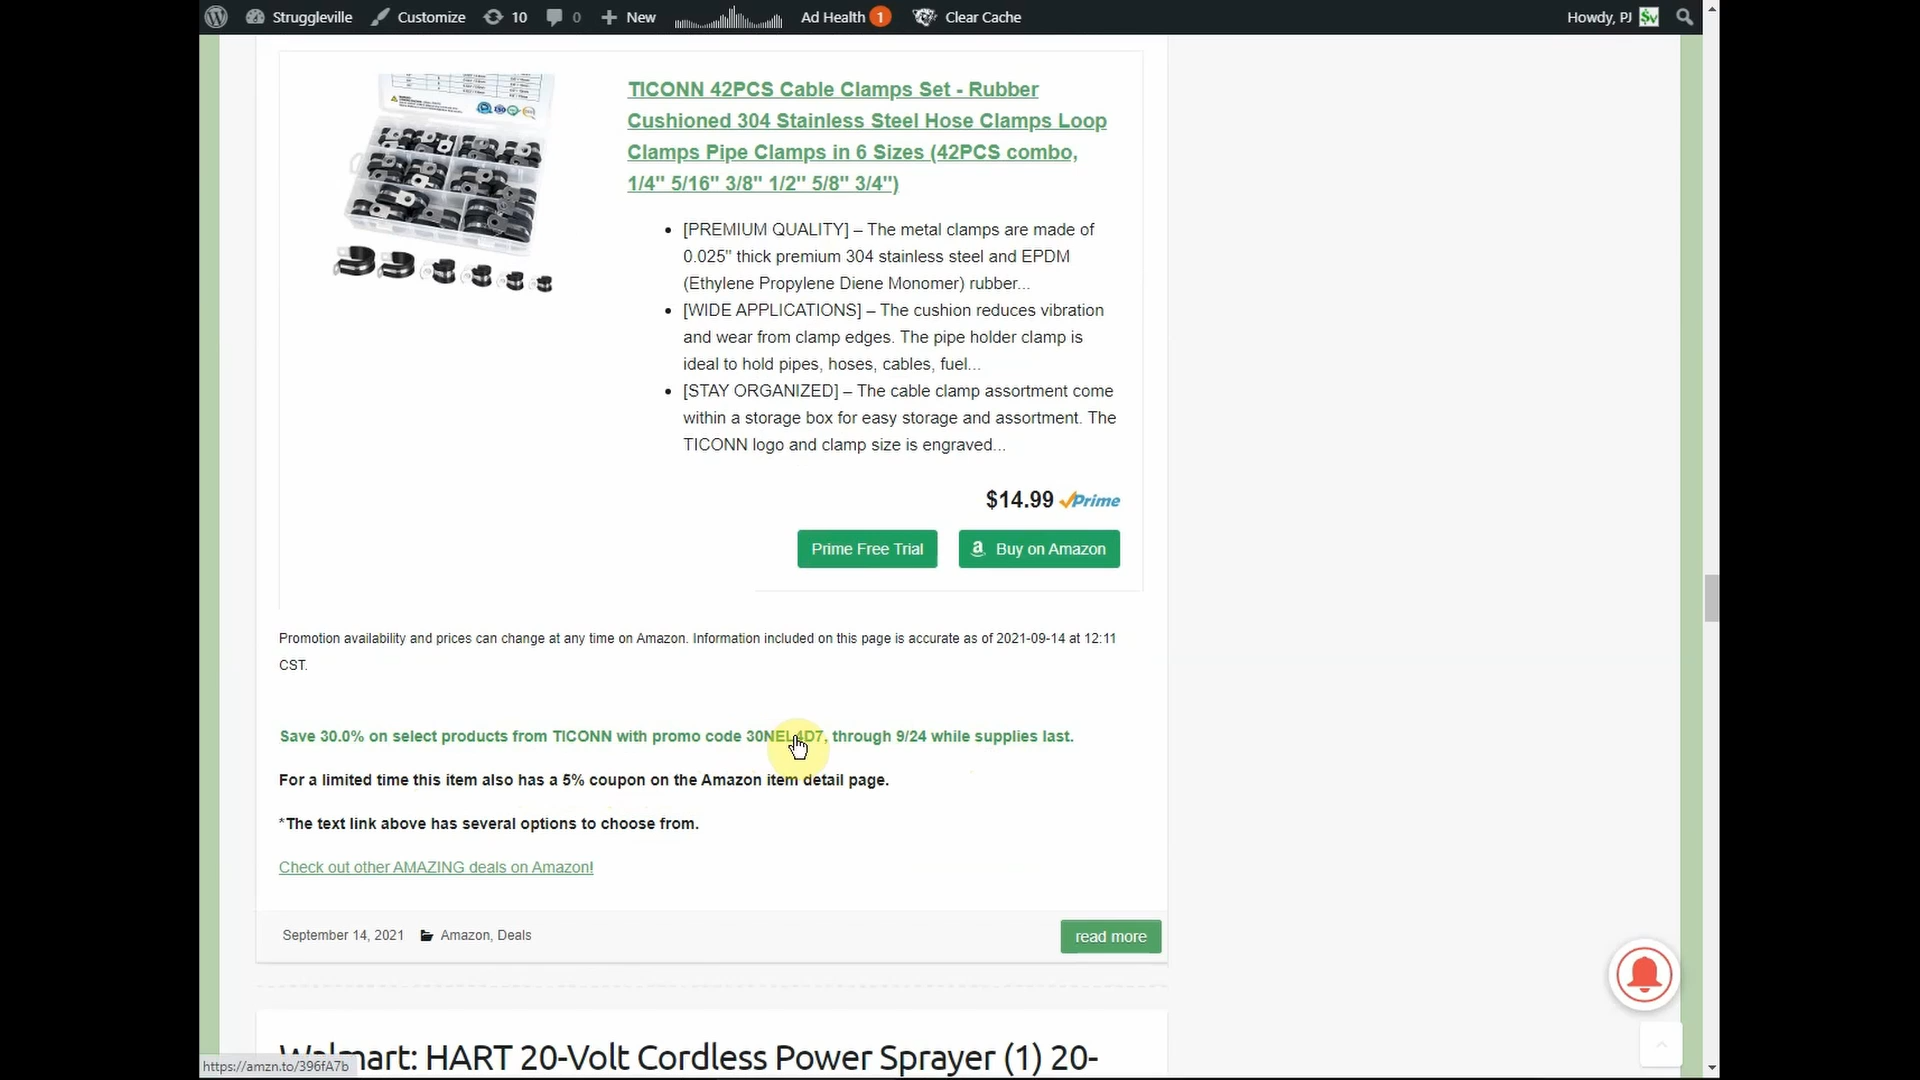 Struggleville Customize 10 0 New Ad Health 1 Clear Cache Howdy, PJ
TICONN 42PCS Cable Clamps Set - Rubber
Cushioned 304 Stainless Steel Hose Clamps Loop
Clamps Pipe Clamps in 6 Sizes (42PCS combo,
1/4" 5/16" 3/8" 1/2" 5/8" 3/4")
• [PREMIUM QUALITY] – The metal clamps are made of
0.025" thick premium 304 stainless steel and EPDM
(Ethylene Propylene Diene Monomer) rubber...
• [WIDE APPLICATIONS] – The cushion reduces vibration
and wear from clamp edges. The pipe holder clamp is
ideal to hold pipes, hoses, cables, fuel...
• [STAY ORGANIZED] – The cable clamp assortment come
within a storage box for easy storage and assortment. The
TICONN logo and clamp size is engraved...
$14.99 Prime
Prime Free Trial Buy on Amazon
Promotion availability and prices can change at any time on Amazon. Information included on this page is accurate as of 2021-09-14 at 12:11
CST.
Save 30.0% on select products from TICONN with promo code 30NEL4D7, through 9/24 while supplies last.
For a limited time this item also has a 5% coupon on the Amazon item detail page.
*The text link above has several options to choose from.
Check out other AMAZING deals on Amazon!
September 14, 2021 Amazon, Deals read more
Walmart: HART 20-Volt Cordless Power Sprayer (1) 20-
https://amzn.to/396fA7b